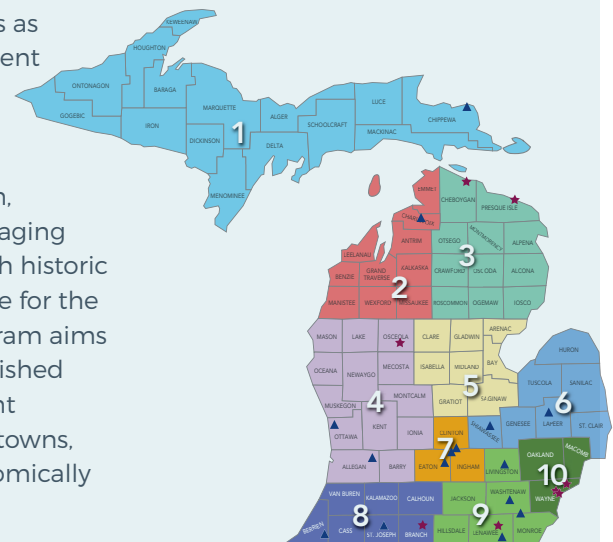 s as
ent
n,
aging
h historic
e for the
ram aims
ished
nt
towns,
omically
KEWEENAW
HOUGHTON
ONTONAGON
BARAGA
GOGEBIC
IRON
MARQUETTE
DICKINSON
1
MENOMINEE
ALGER
DELTA
SCHOOLCRAFT
LUCE
MACKINAC
CHIPPEWA
EMMET
ANTRIM
LEELANAU
BENZIE
GRAND
TRAVERSE
KALKASKA
2
MANISTEE
WEXFORD
MISSAUKEE
CHEBOYGAN
PRESQUE ISLE
OTSEGO
MONTMORENCY
ALPENA
3
CRAWFORD
OSCODA
ALCONA
ROSCOMMON
OGEMAW
IOSCO
MASON
LAKE
OSCEOLA
OCEANA
NEWAYGO
MECOSTA
4
MUSKEGON
MONTCALM
OTTAWA
KENT
IONIA
ALLEGAN
BARRY
CLARE
GLADWIN
ARENAC
ISABELLA
MIDLAND
BAY
5
GRATIOT
SAGINAW
HURON
TUSCOLA
SANILAC
6
GENESEE
LAPEER
ST. CLAIR
SHIAWASSEE
CLINTON
7
EATON
INGHAM
LIVINGSTON
OAKLAND
MACOMB
10
WAYNE
VAN BUREN
KALAMAZOO
CALHOUN
8
BERRIEN
CASS
ST. JOSEPH
BRANCH
JACKSON
WASHTENAW
9
HILLSDALE
LENAWEE
MONROE